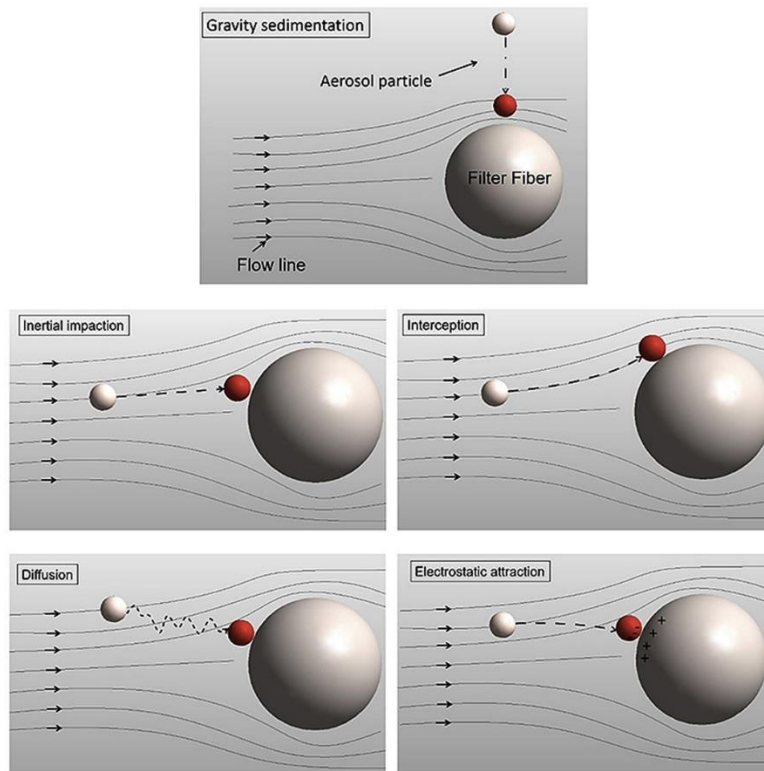 Gravity sedimentation
Aerosol particle
Filter Fiber
Flow line
Inertial impaction
Interception
Diffusion
Electrostatic attraction
- + + + +